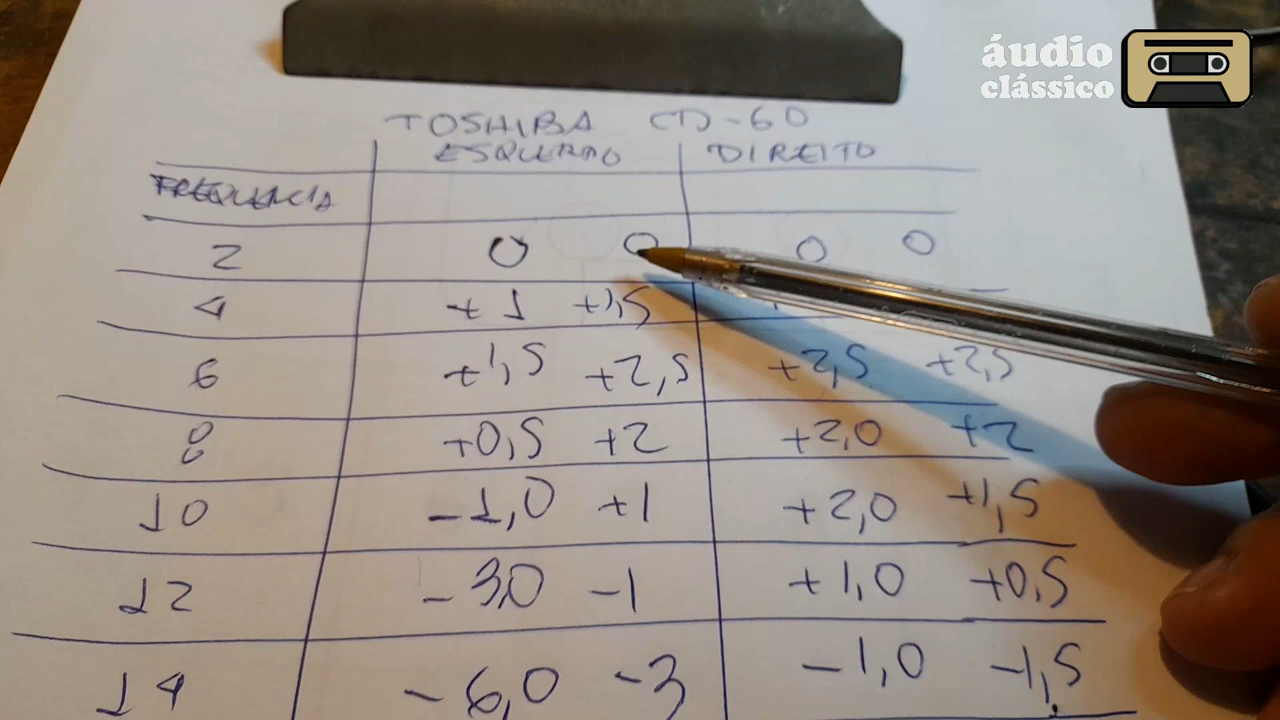 áudio
clássico
TOSHIBA CD-60
ESQUERDO DIREITO
FREQUENCIA
2 0 0 0 0
4 +1 +1,5
6 +1,5 +2,5 +2,5 +2,5
8 +0,5 +2 +2,0 +2
10 -1,0 +1 +2,0 +1,5
12 -3,0 -1 +1,0 +0,5
14 -6,0 -3 -1,0 -1,5